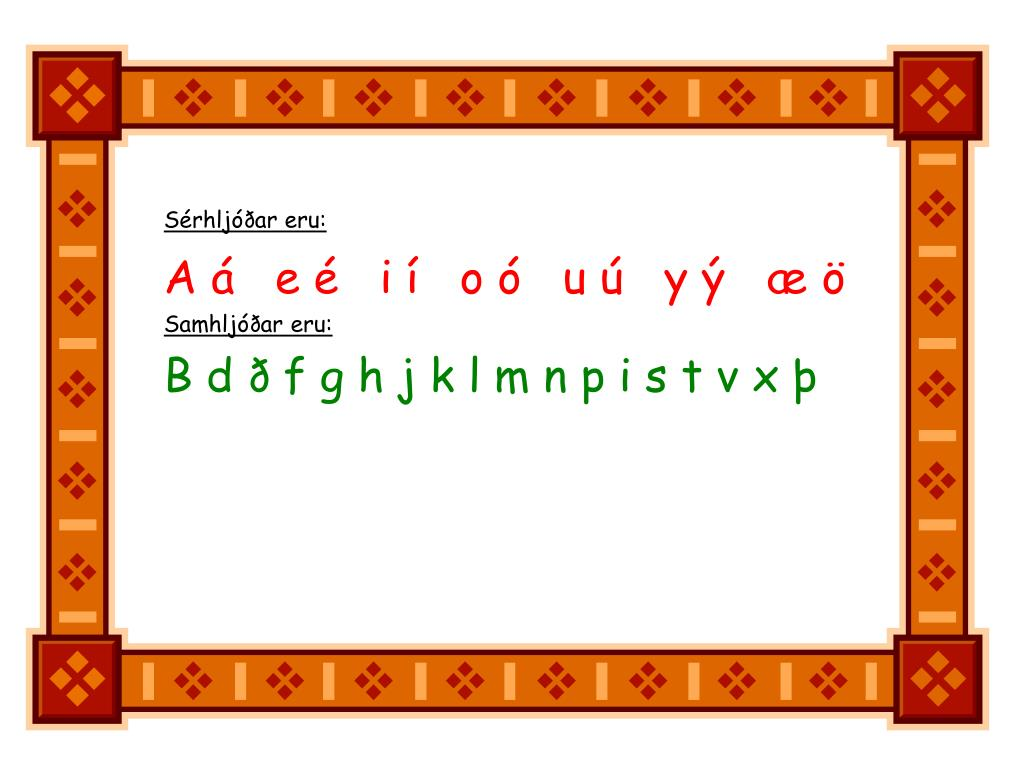 Sérhljóðar eru:
A á e é i í o ó u ú y ý æ ö
Samhljóðar eru:
B d ð f g h j k l m n p i s t v x þ